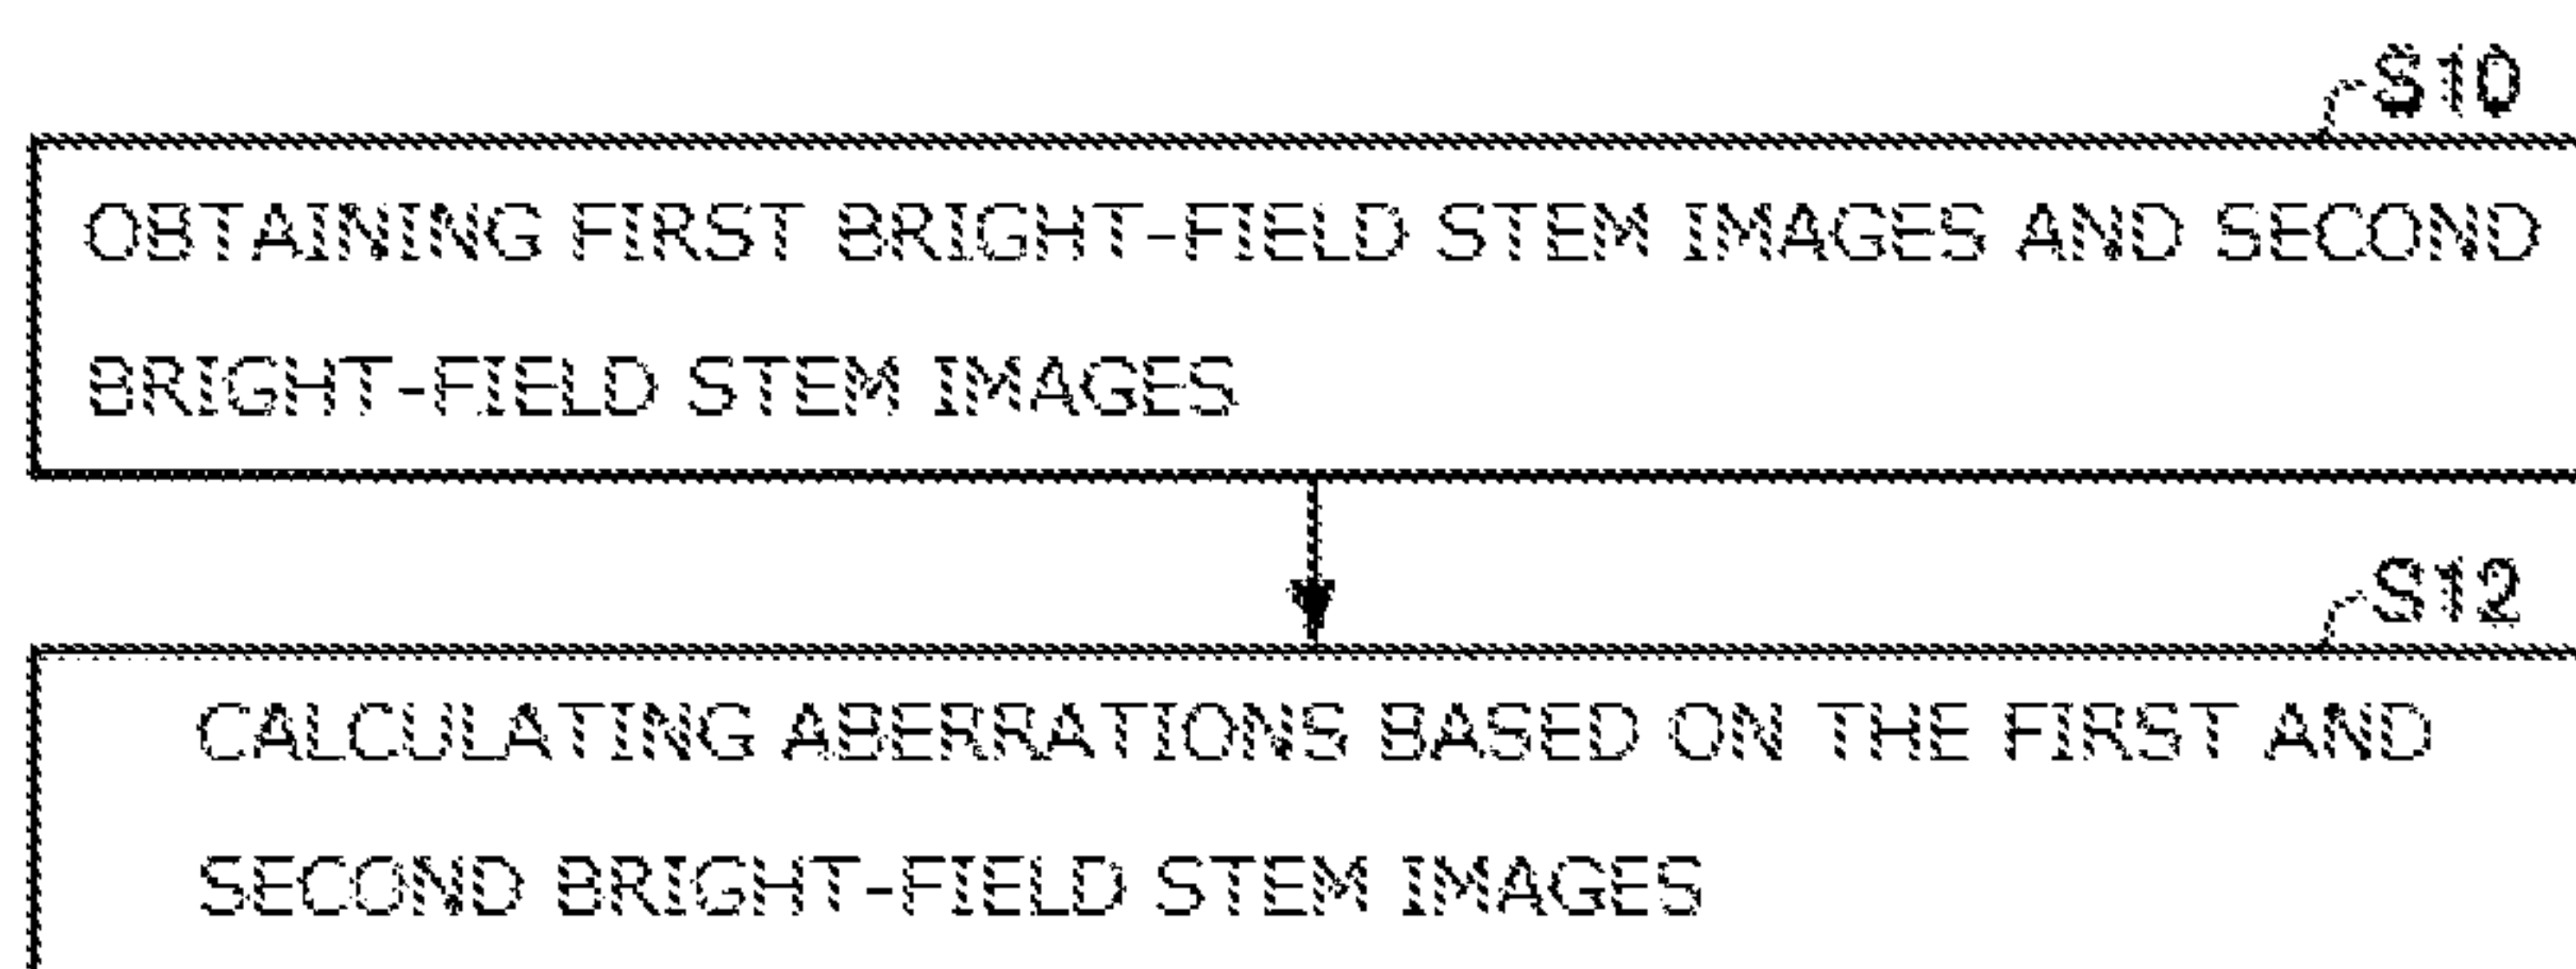 S10
OBTAINING FIRST BRIGHT-FIELD STEM IMAGES AND SECOND
BRIGHT-FIELD STEM IMAGES
S12
CALCULATING ABERRATIONS BASED ON THE FIRST AND
SECOND BRIGHT-FIELD STEM IMAGES